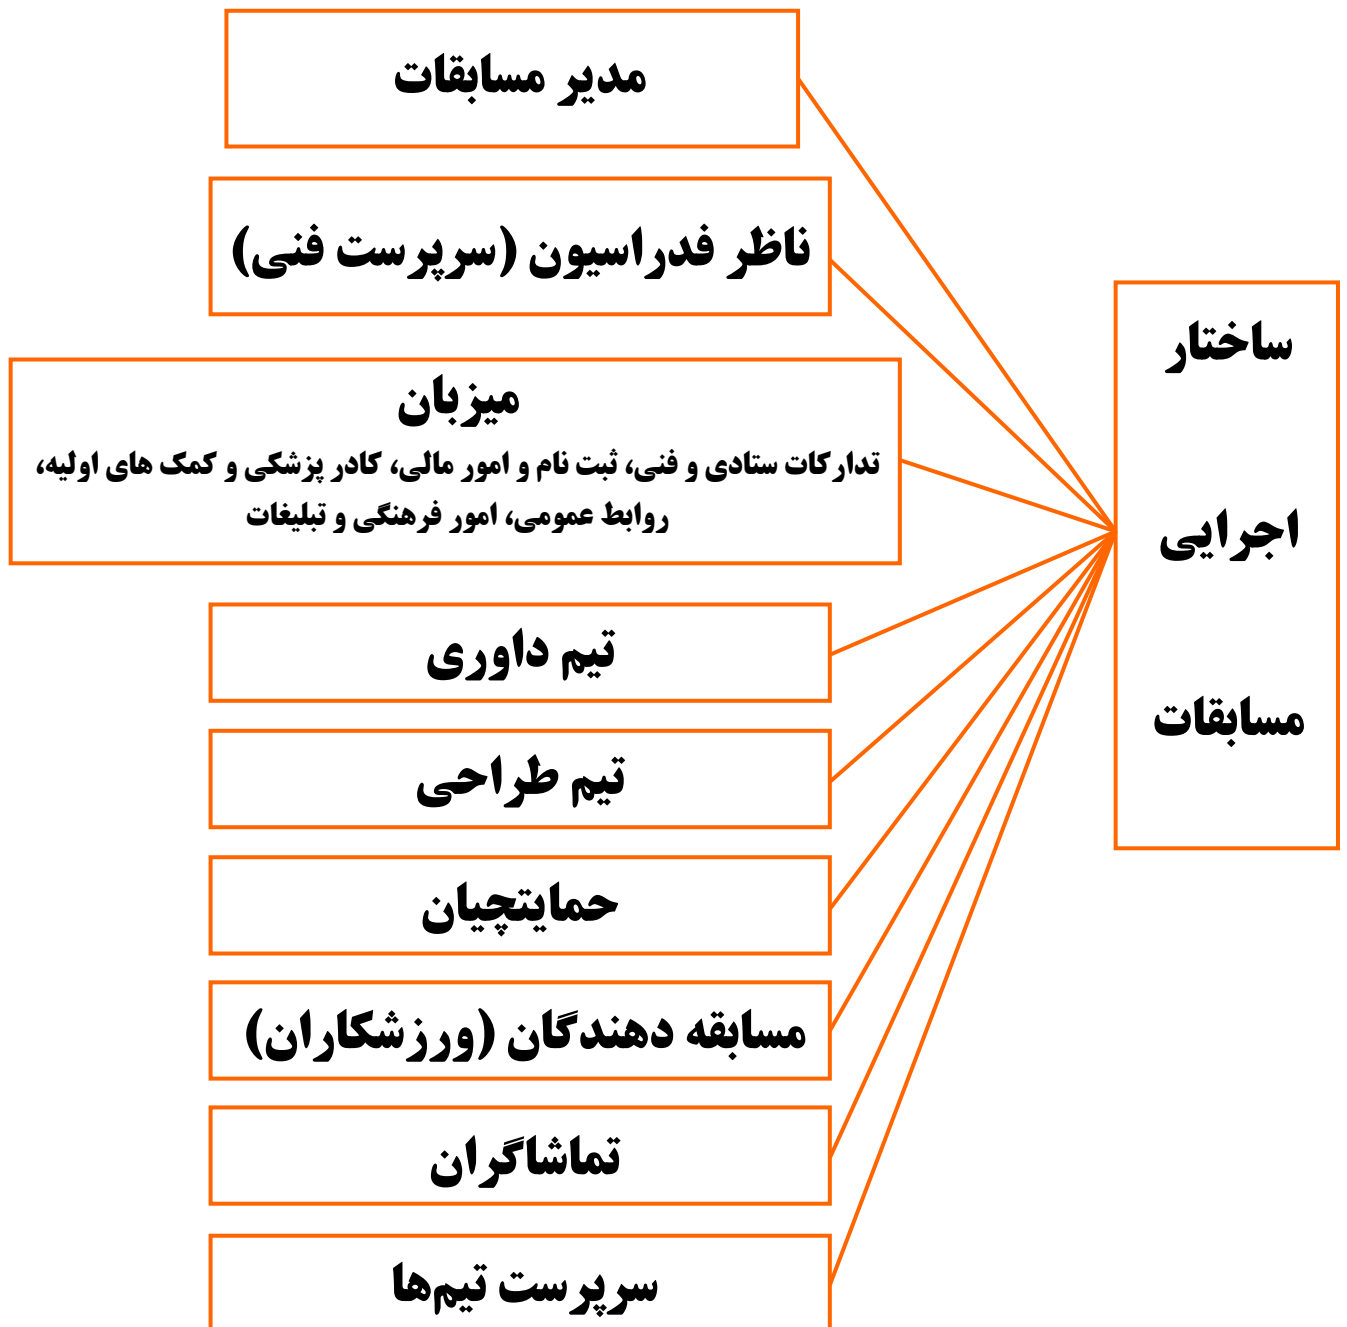 ساختار
اجرایی
مسابقات
مدیر مسابقات
ناظر فدراسیون (سرپرست فنی)
میزبان
تدارکات ستادی و فنی، ثبت نام و امور مالی، کادر پزشکی و کمک های اولیه،
روابط عمومی، امور فرهنگی و تبلیغات
تیم داوری
تیم طراحی
حمایتچیان
مسابقه دهندگان (ورزشکاران)
تماشاگران
سرپرست تیم‌ها